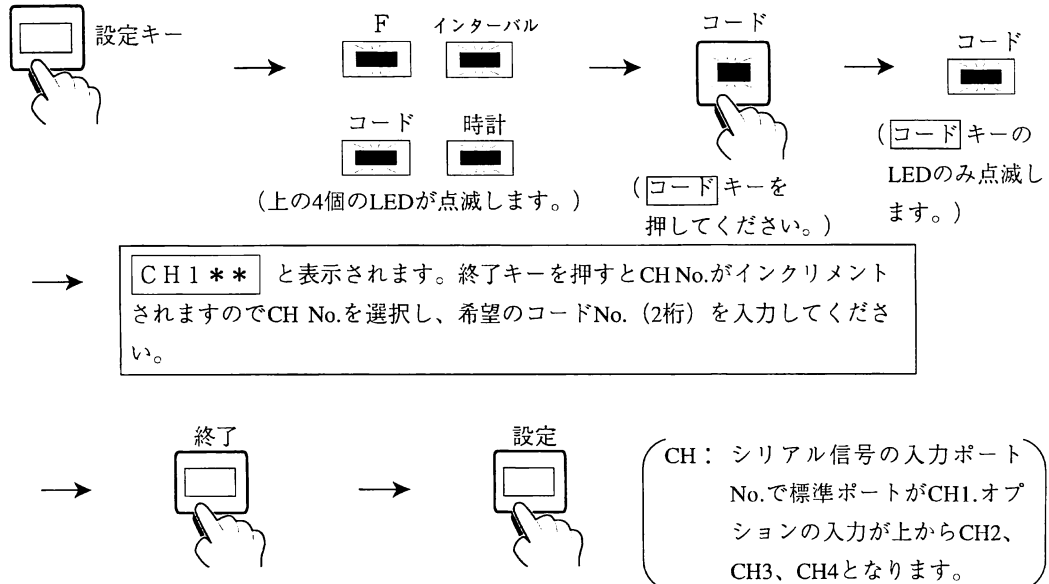 設定キー
F インターバル
コード 時計
(上の4個のLEDが点滅します。)
コード
(コードキーを
押してください。)
コード
(コードキーの
LEDのみ点滅し
ます。)
CH1** と表示されます。終了キーを押すとCH No.がインクリメント
されますのでCH No.を選択し、希望のコードNo.(2桁)を入力してくださ
い。
終了
設定
CH: シリアル信号の入力ポート
No.で標準ポートがCH1.オプ
ションの入力が上からCH2、
CH3、CH4となります。